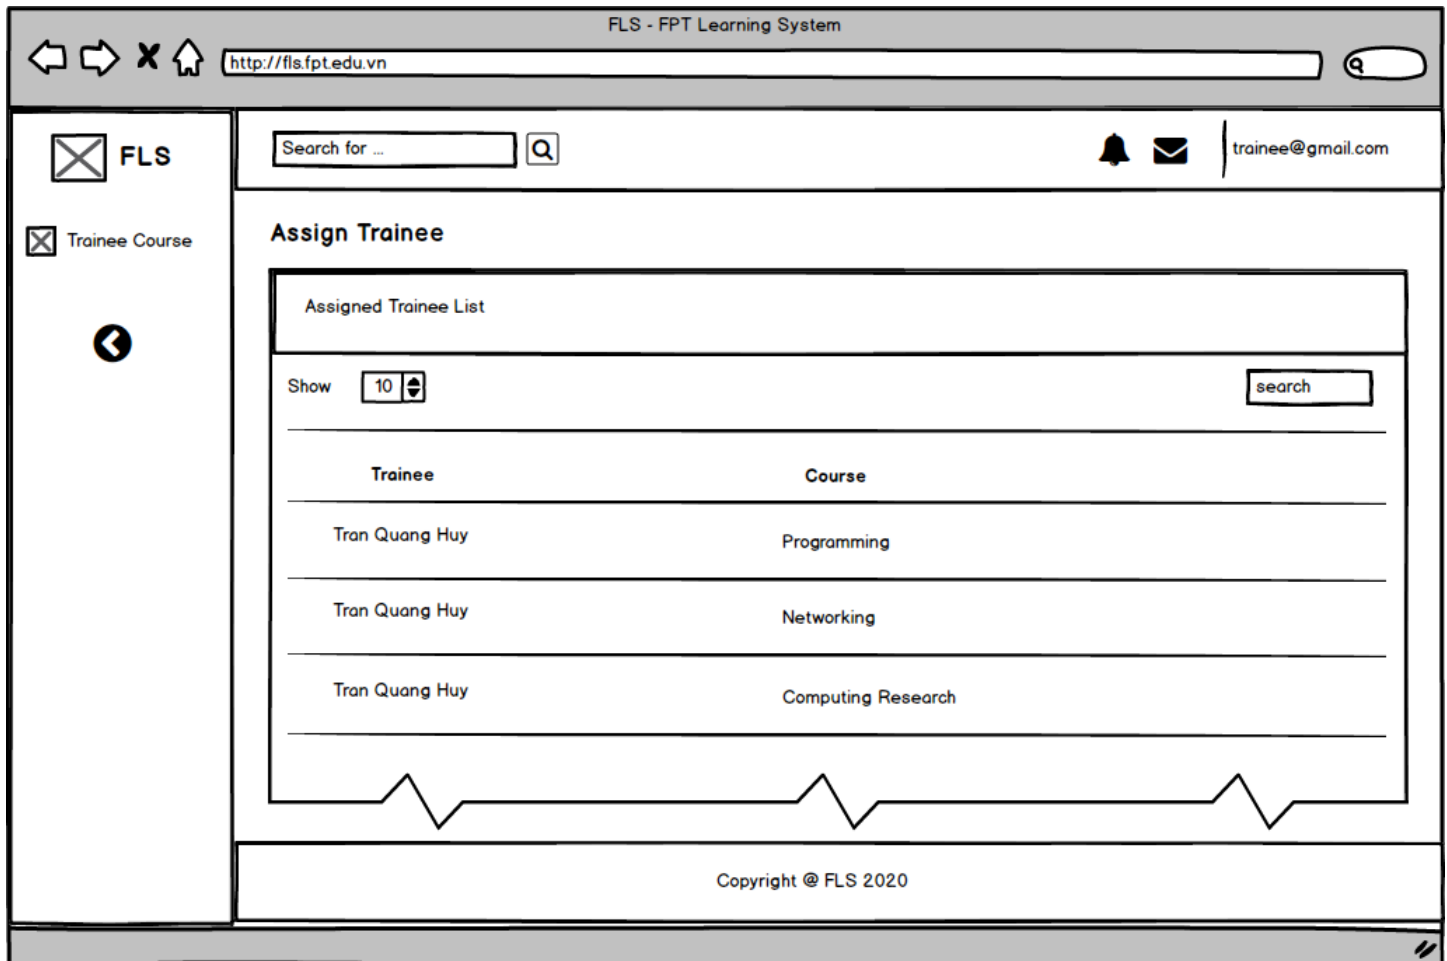 FLS - FPT Learning System
http://fls.fpt.edu.vn
FLS
Search for ...
trainee@gmail.com
Trainee Course
Assign Trainee
Assigned Trainee List
Show 10
search
Trainee Course
Tran Quang Huy Programming
Tran Quang Huy Networking
Tran Quang Huy Computing Research
Copyright @ FLS 2020